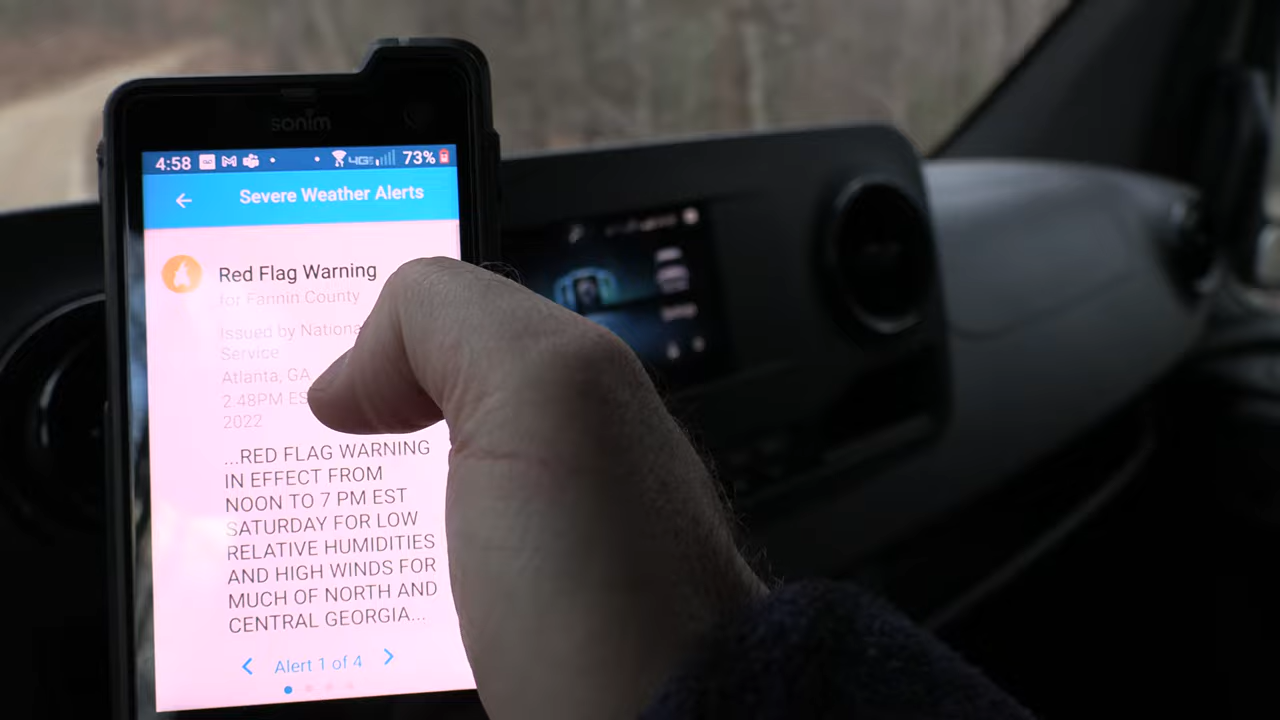 sonim
4:58 4G 73%
Severe Weather Alerts
Red Flag Warning
for Fannin County
Issued by Nationa
Service
Atlanta, GA
2:48PM ES
2022
...RED FLAG WARNING
IN EFFECT FROM
NOON TO 7 PM EST
SATURDAY FOR LOW
RELATIVE HUMIDITIES
AND HIGH WINDS FOR
MUCH OF NORTH AND
CENTRAL GEORGIA...
Alert 1 of 4